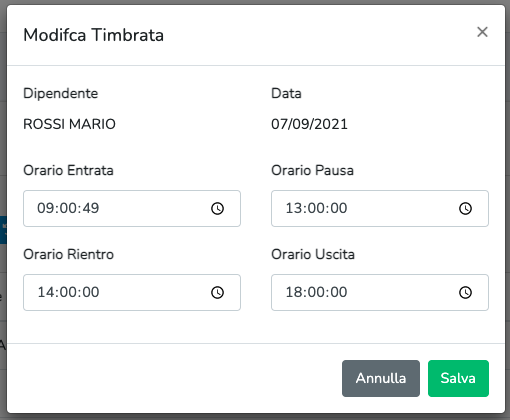 Modifca Timbrata
×
Dipendente
Data
ROSSI MARIO
07/09/2021
Orario Entrata
Orario Pausa
09:00:49
13:00:00
Orario Rientro
Orario Uscita
14:00:00
18:00:00
Annulla
Salva